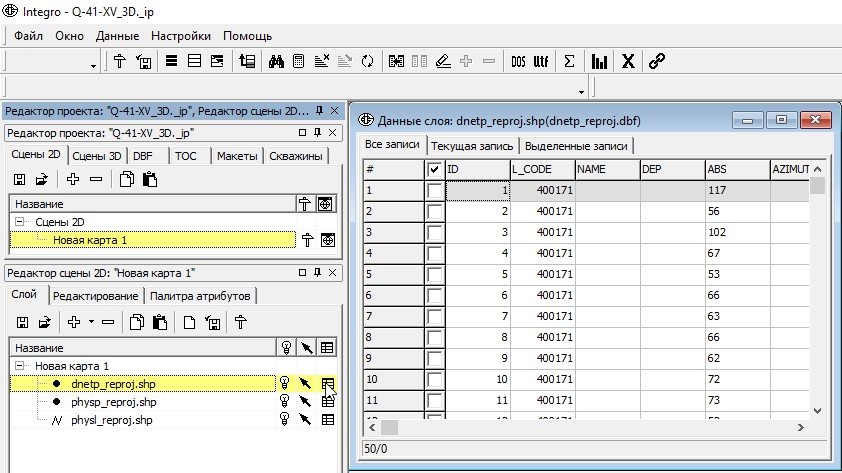 Integro - Q-41-XV_3D._ip
Файл Окно Данные Настройки Помощь
DOS Utf Σ
Редактор проекта: "Q-41-XV_3D._ip", Редактор сцены 2D...
Редактор проекта: "Q-41-XV_3D._ip"
Сцены 2D Сцены 3D DBF TOC Макеты Скважины
Название
Сцены 2D
Новая карта 1
Редактор сцены 2D: "Новая карта 1"
Слой Редактирование Палитра атрибутов
Название
Новая карта 1
dnetp_reproj.shp
physp_reproj.shp
physl_reproj.shp
Данные слоя: dnetp_reproj.shp(dnetp_reproj.dbf)
Все записи Текущая запись Выделенные записи
# ID L_CODE NAME DEP ABS AZIMUT
1 1 400171 117
2 2 400171 56
3 3 400171 102
4 4 400171 67
5 5 400171 53
6 6 400171 66
7 7 400171 63
8 8 400171 66
9 9 400171 62
10 10 400171 72
11 11 400171 73
50/0